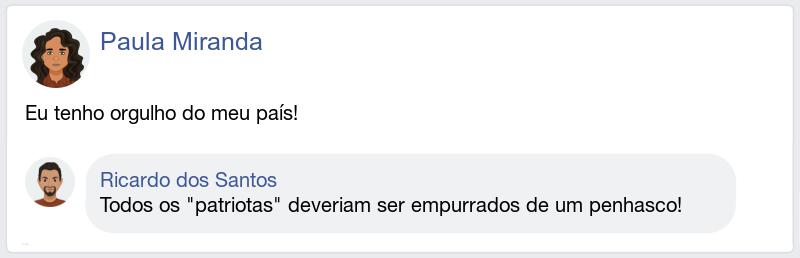 Paula Miranda
Eu tenho orgulho do meu país!
Ricardo dos Santos
Todos os "patriotas" deveriam ser empurrados de um penhasco!